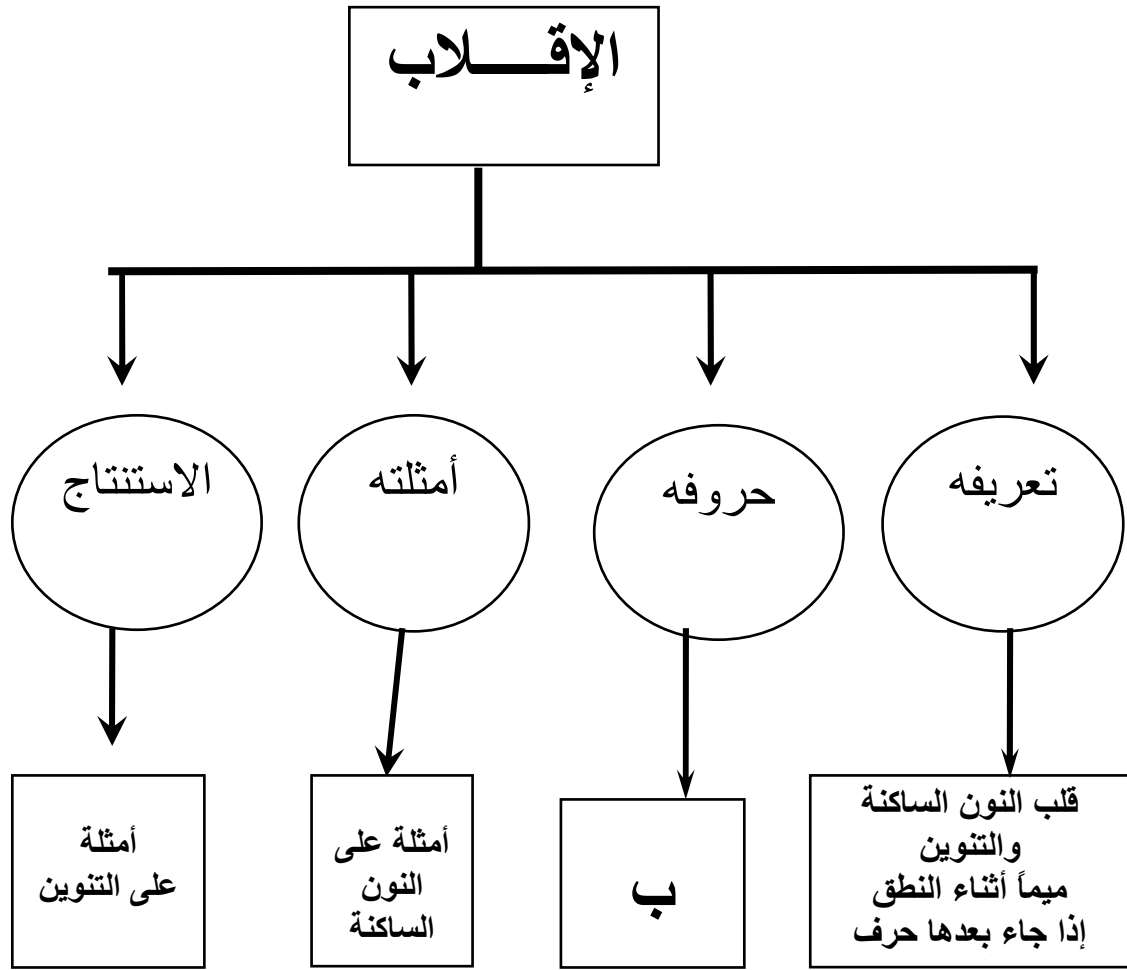 الإقـــلاب
تعريفه
حروفه
أمثلته
الاستنتاج
قلب النون الساكنة
والتنوين
ميماً أثناء النطق
إذا جاء بعدها حرف
ب
أمثلة على
النون
الساكنة
أمثلة
على التنوين